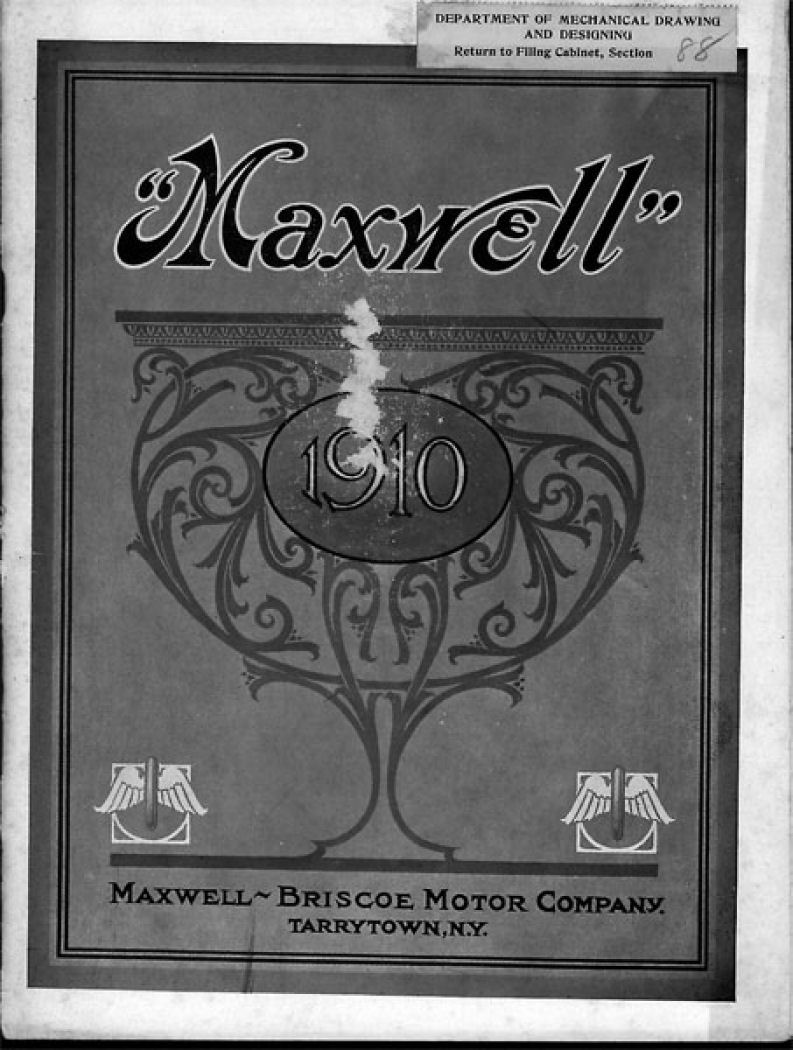 DEPARTMENT OF MECHANICAL DRAWING
AND DESIGNING
Return to Filing Cabinet, Section 88
"Maxwell"
1910
MAXWELL~BRISCOE MOTOR COMPANY.
TARRYTOWN, N.Y.